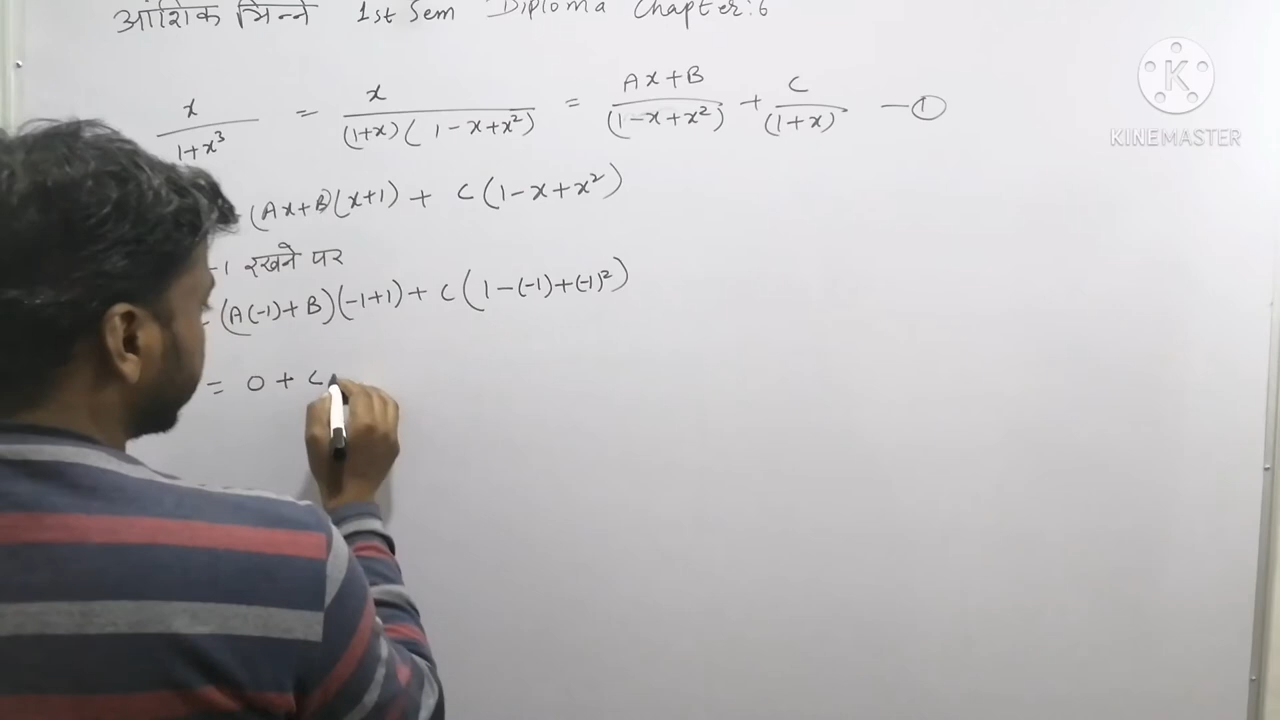 आंशिक भिन्ने 1st Sem Diploma Chapter:6
x/1+x³ = x/(1+x)(1-x+x²) = Ax+B/(1-x+x²) + C/(1+x) —①
(Ax+B)(x+1) + C(1-x+x²)
-1 रखने पर
(A(-1)+B)(-1+1) + C(1-(-1)+(-1)²)
= 0 + C
KINEMASTER